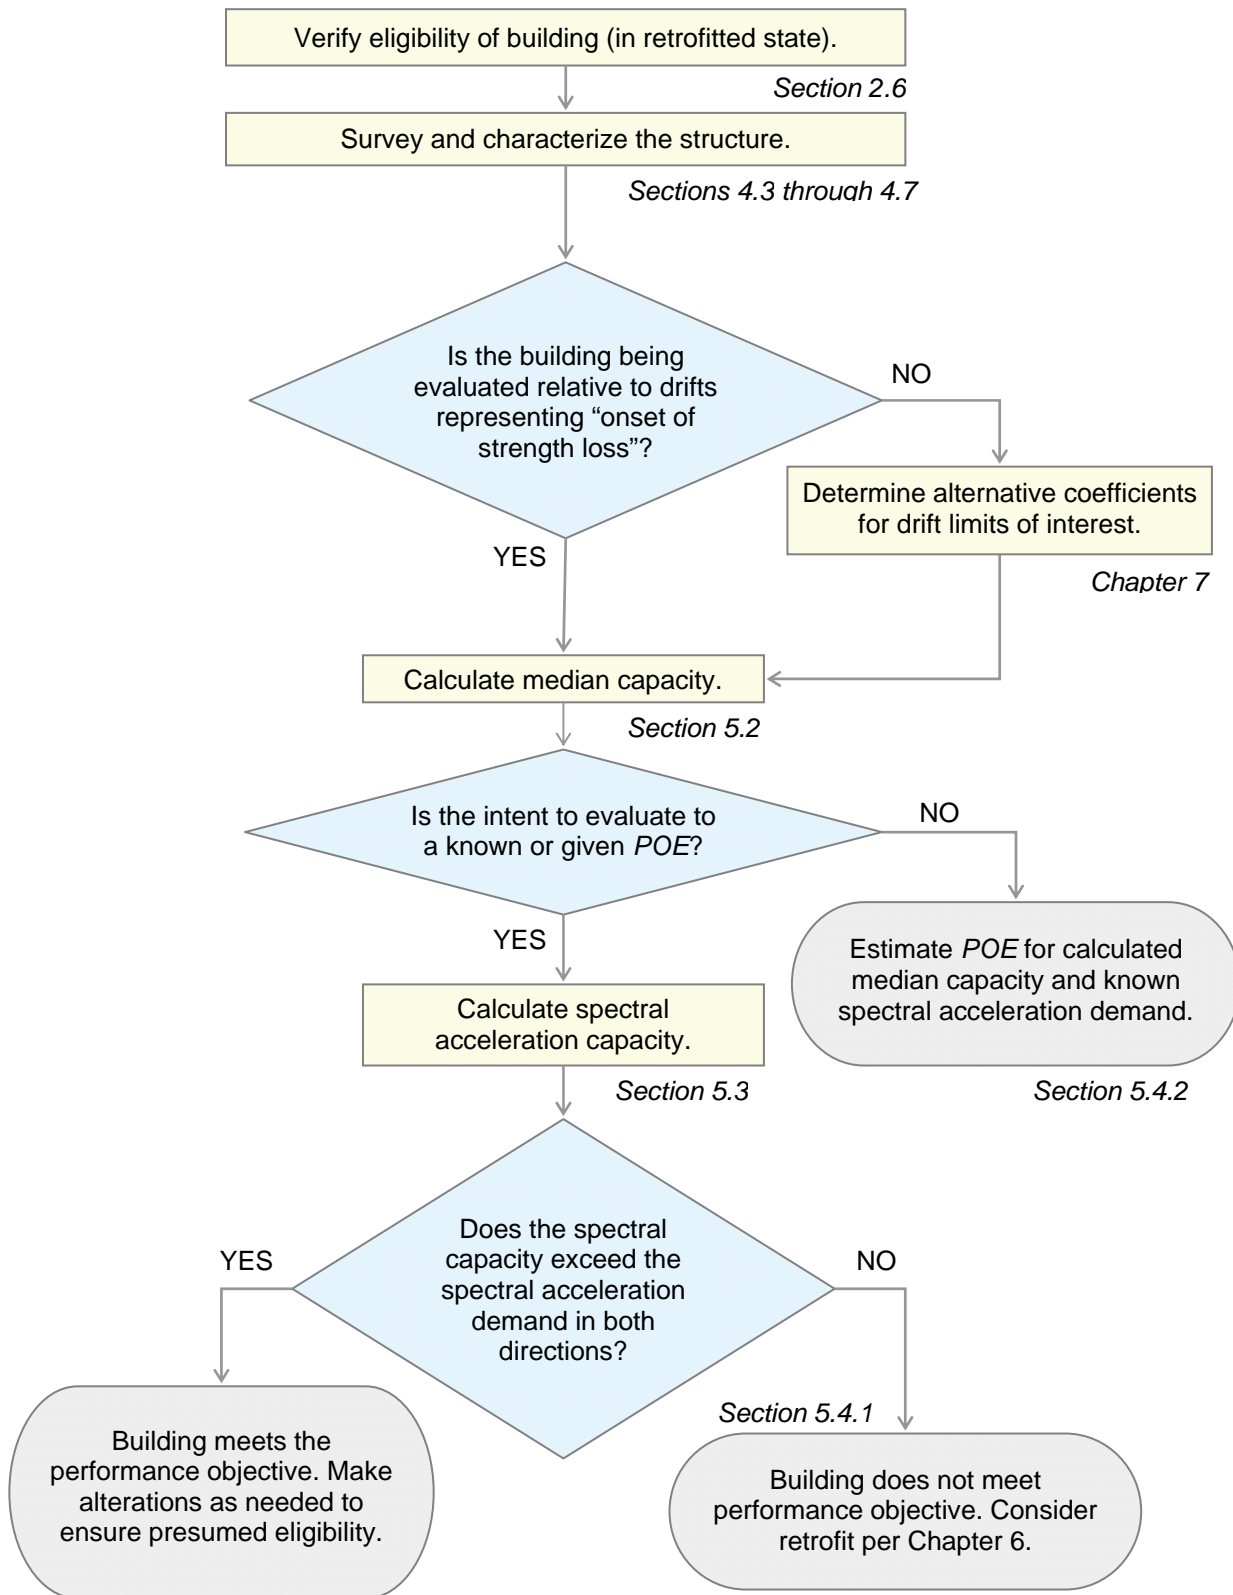 Verify eligibility of building (in retrofitted state).
Section 2.6
Survey and characterize the structure.
Sections 4.3 through 4.7
Is the building being
evaluated relative to drifts
representing “onset of
strength loss”?
NO
Determine alternative coefficients
for drift limits of interest.
Chapter 7
YES
Calculate median capacity.
Section 5.2
Is the intent to evaluate to
a known or given POE?
NO
Estimate POE for calculated
median capacity and known
spectral acceleration demand.
Section 5.4.2
YES
Calculate spectral
acceleration capacity.
Section 5.3
Does the spectral
capacity exceed the
spectral acceleration
demand in both
directions?
YES
NO
Building meets the
performance objective. Make
alterations as needed to
ensure presumed eligibility.
Section 5.4.1
Building does not meet
performance objective. Consider
retrofit per Chapter 6.